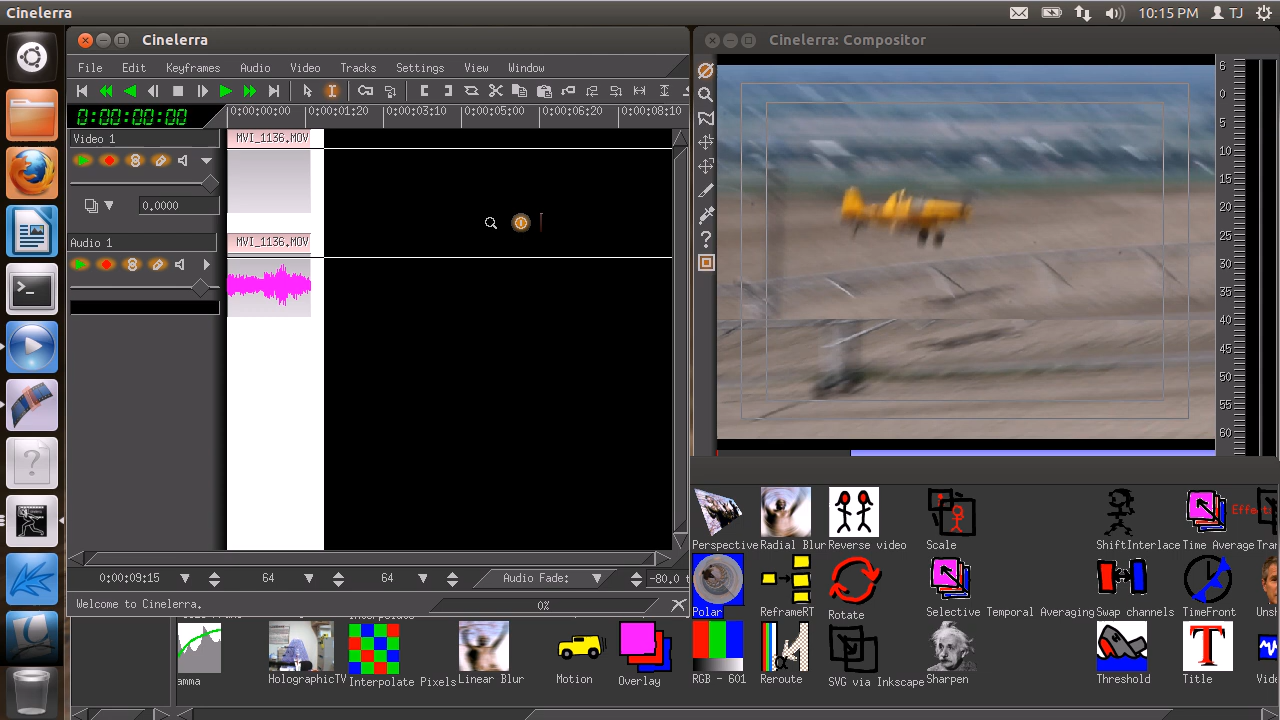 Cinelerra
10:15 PM TJ
Cinelerra
Cinelerra: Compositor
File Edit Keyframes Audio Video Tracks Settings View Window
0:00:00:00
0;00;00;00 0;00;01;20 0;00;03;10 0;00;05;00 0;00;06;20 0;00;08;10
Video 1
MVI_1136.MOV
0.0000
Audio 1
MVI_1136.MOV
6
0
5
10
15
20
25
30
35
40
45
50
55
60
0;00;09;15 64 64 Audio Fade: -80.0 t
Welcome to Cinelerra.
0%
Perspective Radial Blur Reverse video Scale ShiftInterlace Time Average Tran
Effects
Polar ReframeRT Rotate Selective Temporal Averaging Swap channels TimeFront Unsh
Interpolate
amma HolographicTV Interpolate Pixels Linear Blur Motion Overlay
RGB - 601 Reroute SVG via Inkscape Sharpen Threshold Title Vide